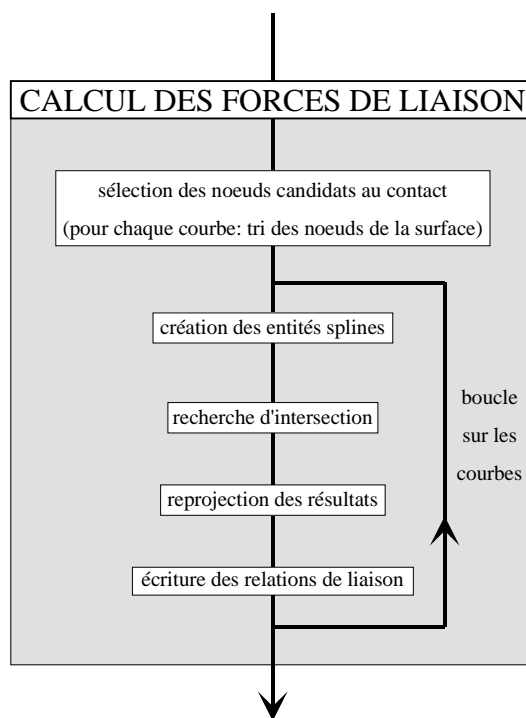 CALCUL DES FORCES DE LIAISON
sélection des noeuds candidats au contact
(pour chaque courbe: tri des noeuds de la surface)
création des entités splines
recherche d'intersection
reprojection des résultats
écriture des relations de liaison
boucle
sur les
courbes